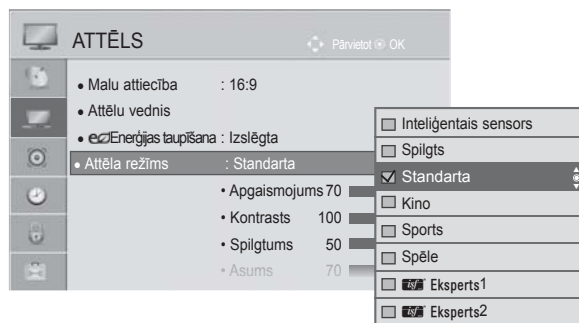 ATTĒLS
Pārvietot OK
• Malu attiecība : 16:9
• Attēlu vednis
• eco Enerģijas taupīšana : Izslēgta
• Attēla režīms : Standarta
• Apgaismojums 70
• Kontrasts 100
• Spilgtums 50
• Asums 70
Inteliģentais sensors
Spilgts
Standarta
Kino
Sports
Spēle
isf Eksperts1
isf Eksperts2